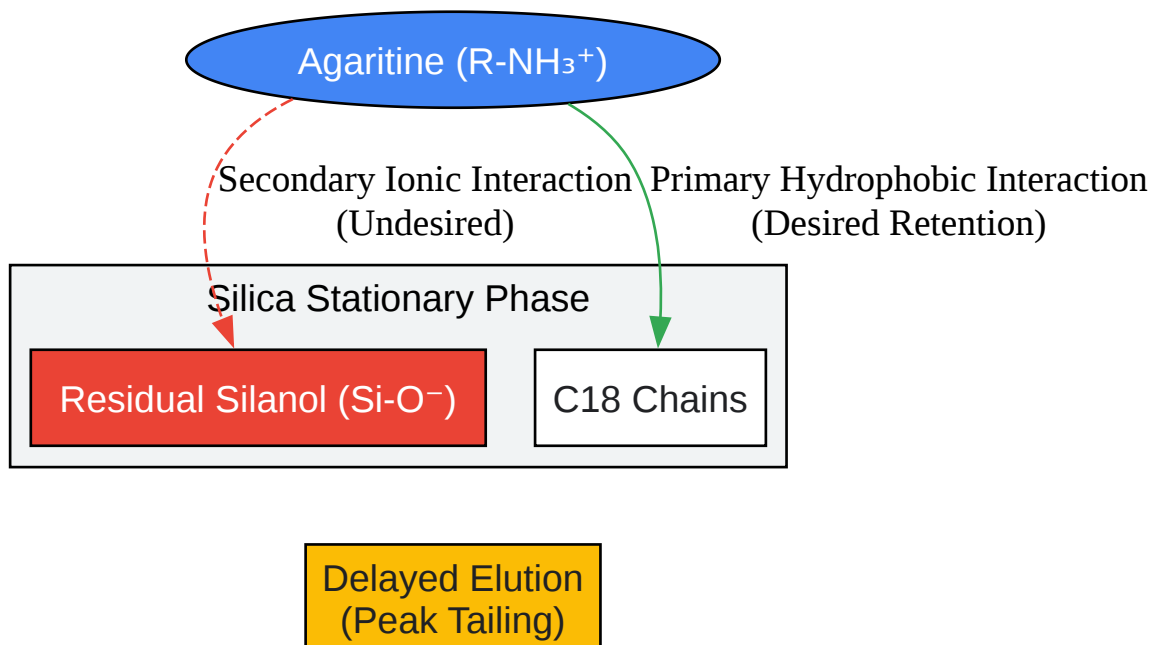 Agaritine (R-NH₃⁺)
Secondary Ionic Interaction
(Undesired)
Primary Hydrophobic Interaction
(Desired Retention)
Silica Stationary Phase
Residual Silanol (Si-O⁻)
C18 Chains
Delayed Elution
(Peak Tailing)